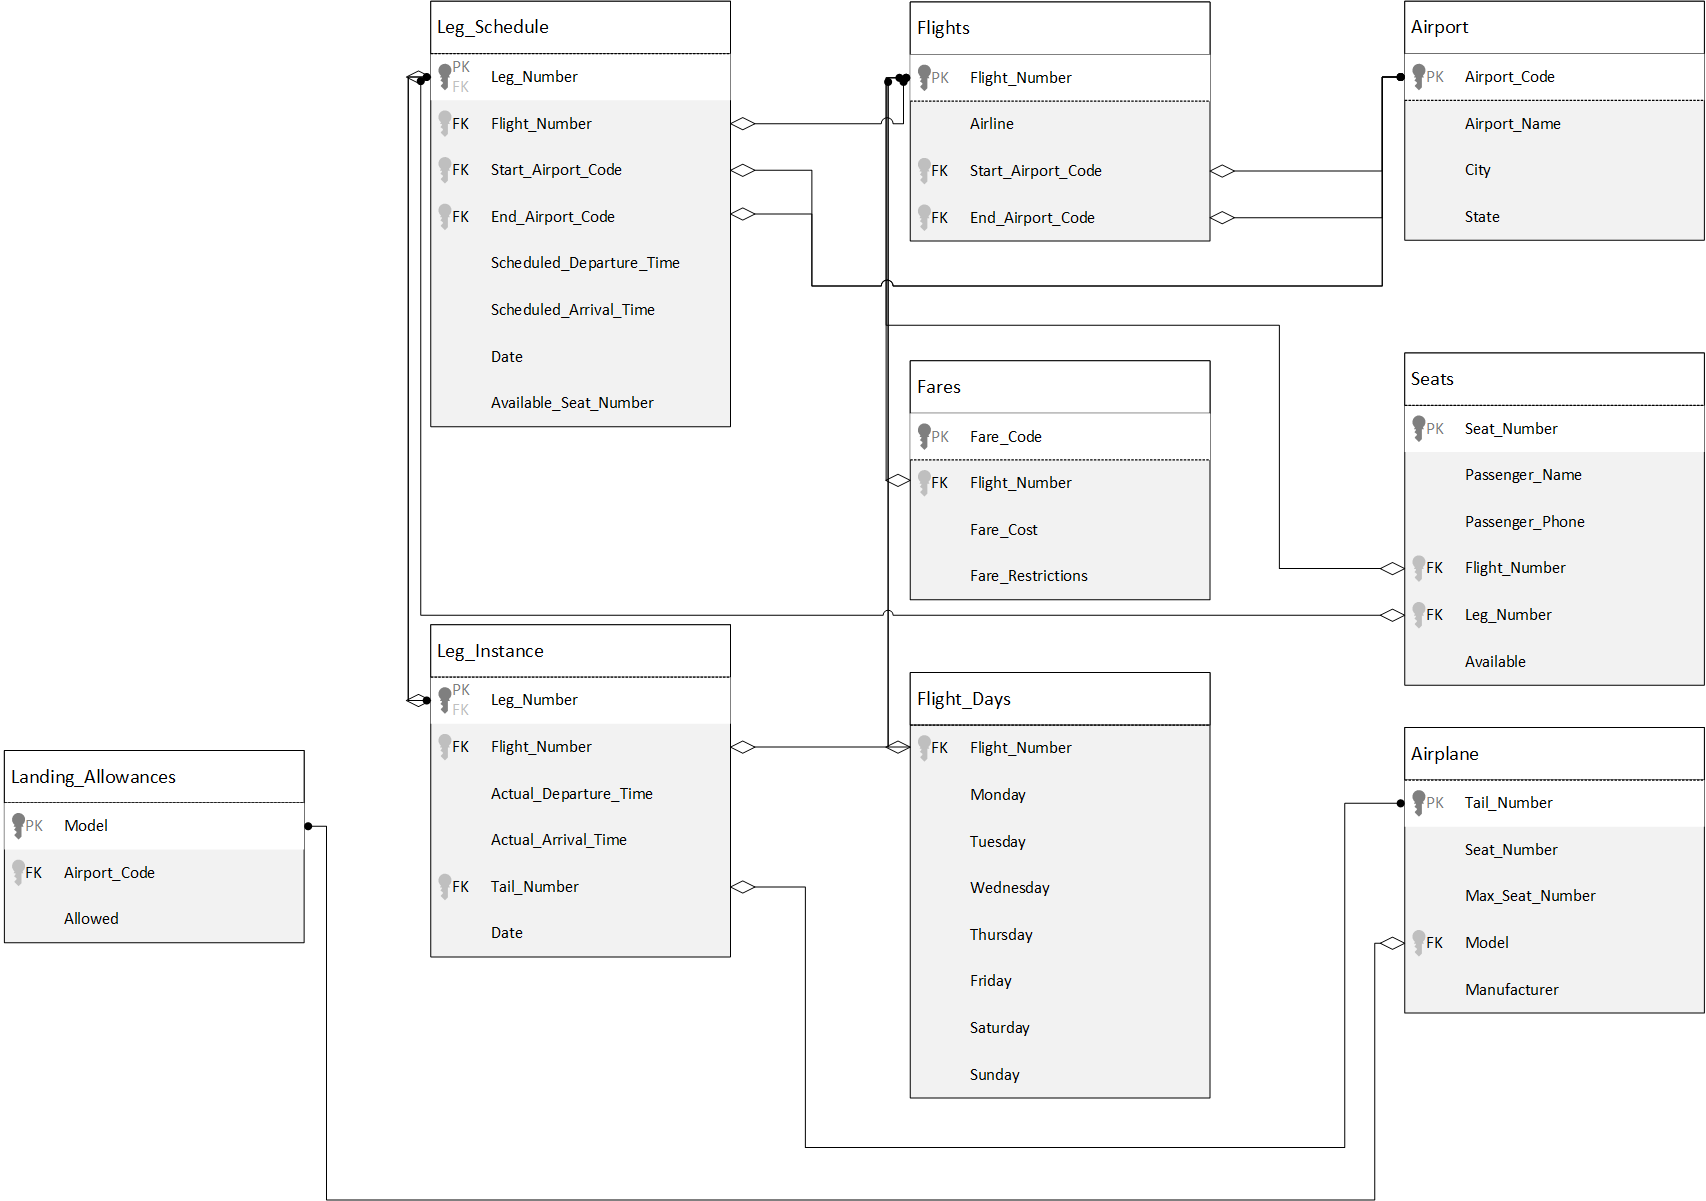 Leg_Schedule
PK
FK
Leg_Number
FK Flight_Number
FK Start_Airport_Code
FK End_Airport_Code
Scheduled_Departure_Time
Scheduled_Arrival_Time
Date
Available_Seat_Number
Flights
PK Flight_Number
Airline
FK Start_Airport_Code
FK End_Airport_Code
Airport
PK Airport_Code
Airport_Name
City
State
Fares
PK Fare_Code
FK Flight_Number
Fare_Cost
Fare_Restrictions
Seats
PK Seat_Number
Passenger_Name
Passenger_Phone
FK Flight_Number
FK Leg_Number
Available
Leg_Instance
PK
FK
Leg_Number
FK Flight_Number
Actual_Departure_Time
Actual_Arrival_Time
FK Tail_Number
Date
Flight_Days
FK Flight_Number
Monday
Tuesday
Wednesday
Thursday
Friday
Saturday
Sunday
Airplane
PK Tail_Number
Seat_Number
Max_Seat_Number
FK Model
Manufacturer
Landing_Allowances
PK Model
FK Airport_Code
Allowed